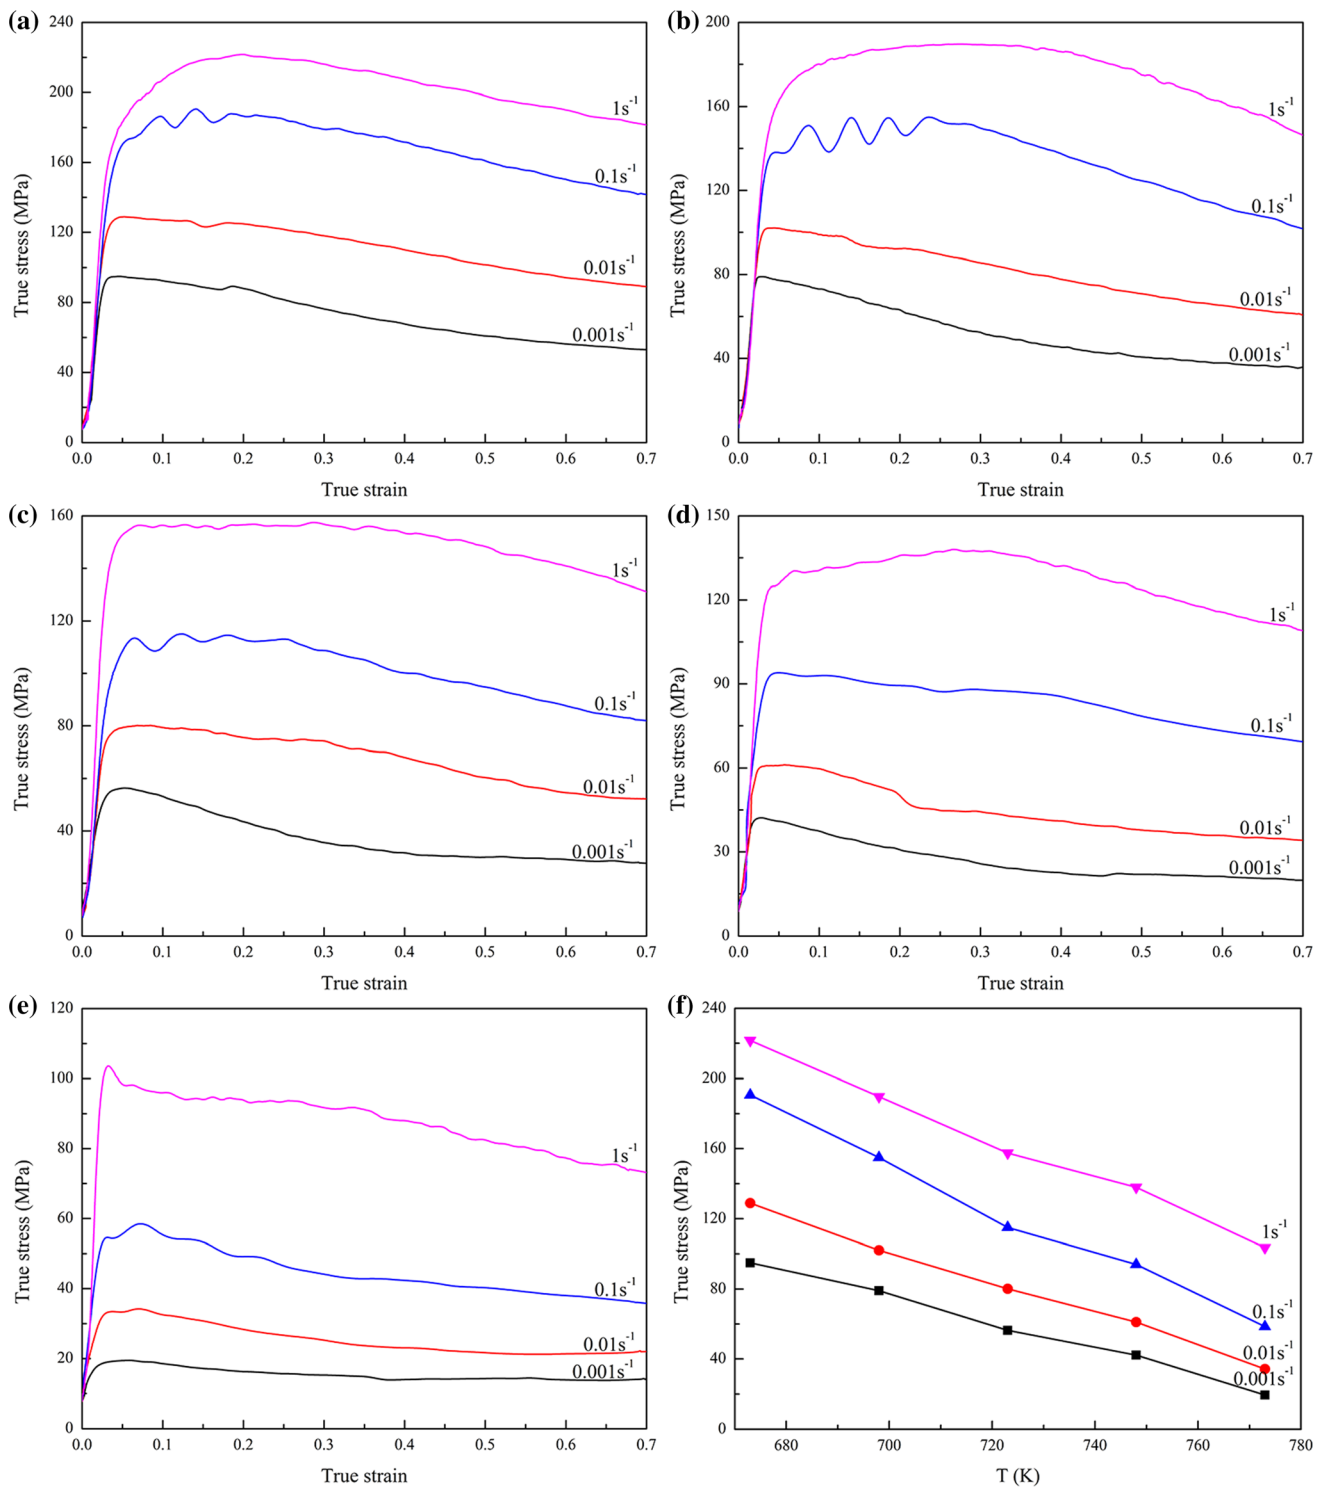 (a)
240
200
160
120
80
40
0
True stress (MPa)
1s-1
0.1s-1
0.01s-1
0.001s-1
0.0 0.1 0.2 0.3 0.4 0.5 0.6 0.7
True strain
(b)
200
160
120
80
40
0
True stress (MPa)
1s-1
0.1s-1
0.01s-1
0.001s-1
0.0 0.1 0.2 0.3 0.4 0.5 0.6 0.7
True strain
(c)
160
120
80
40
0
True stress (MPa)
1s-1
0.1s-1
0.01s-1
0.001s-1
0.0 0.1 0.2 0.3 0.4 0.5 0.6 0.7
True strain
(d)
150
120
90
60
30
0
True stress (MPa)
1s-1
0.1s-1
0.01s-1
0.001s-1
0.0 0.1 0.2 0.3 0.4 0.5 0.6 0.7
True strain
(e)
120
100
80
60
40
20
0
True stress (MPa)
1s-1
0.1s-1
0.01s-1
0.001s-1
0.0 0.1 0.2 0.3 0.4 0.5 0.6 0.7
True strain
(f)
240
200
160
120
80
40
0
True stress (MPa)
1s-1
0.1s-1
0.01s-1
0.001s-1
680 700 720 740 760 780
T (K)